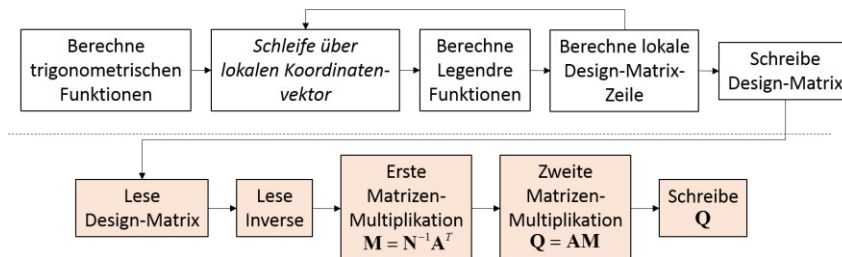 Berechne
trigonometrischen
Funktionen
Schleife über
lokalen Koordinaten-
vektor
Berechne
Legendre
Funktionen
Berechne lokale
Design-Matrix-
Zeile
Schreibe
Design-Matrix
Lese
Design-Matrix
Lese
Inverse
Erste
Matrizen-
Multiplikation
M = N⁻¹Aᵀ
Zweite
Matrizen-
Multiplikation
Q = AM
Schreibe
Q